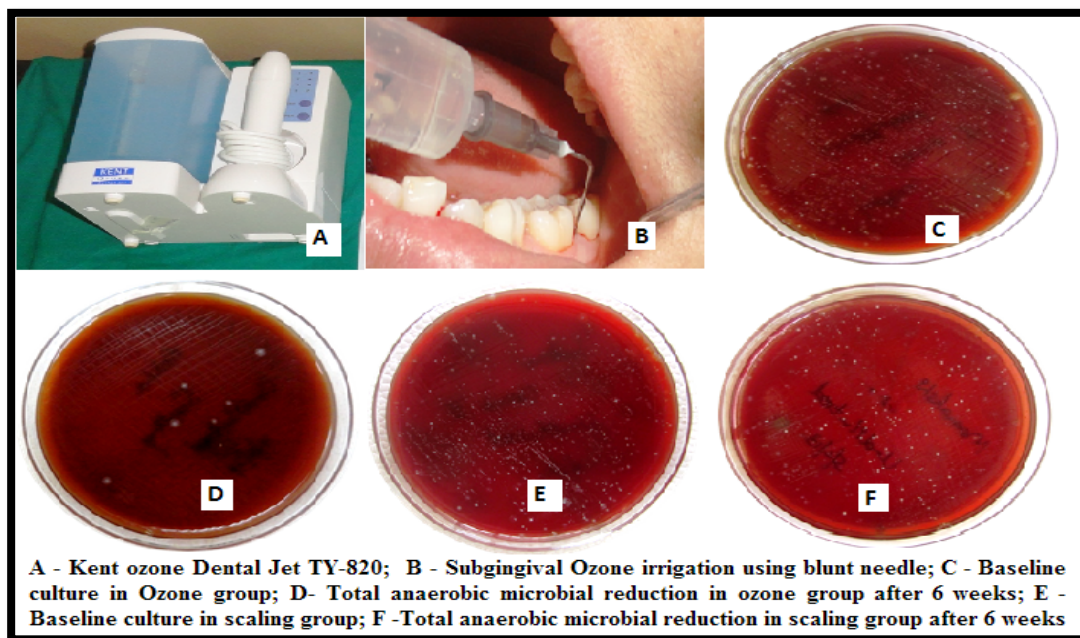 KENT
A
B
C
D
E
F
A - Kent ozone Dental Jet TY-820; B - Subgingival Ozone irrigation using blunt needle; C - Baseline
culture in Ozone group; D- Total anaerobic microbial reduction in ozone group after 6 weeks; E -
Baseline culture in scaling group; F -Total anaerobic microbial reduction in scaling group after 6 weeks